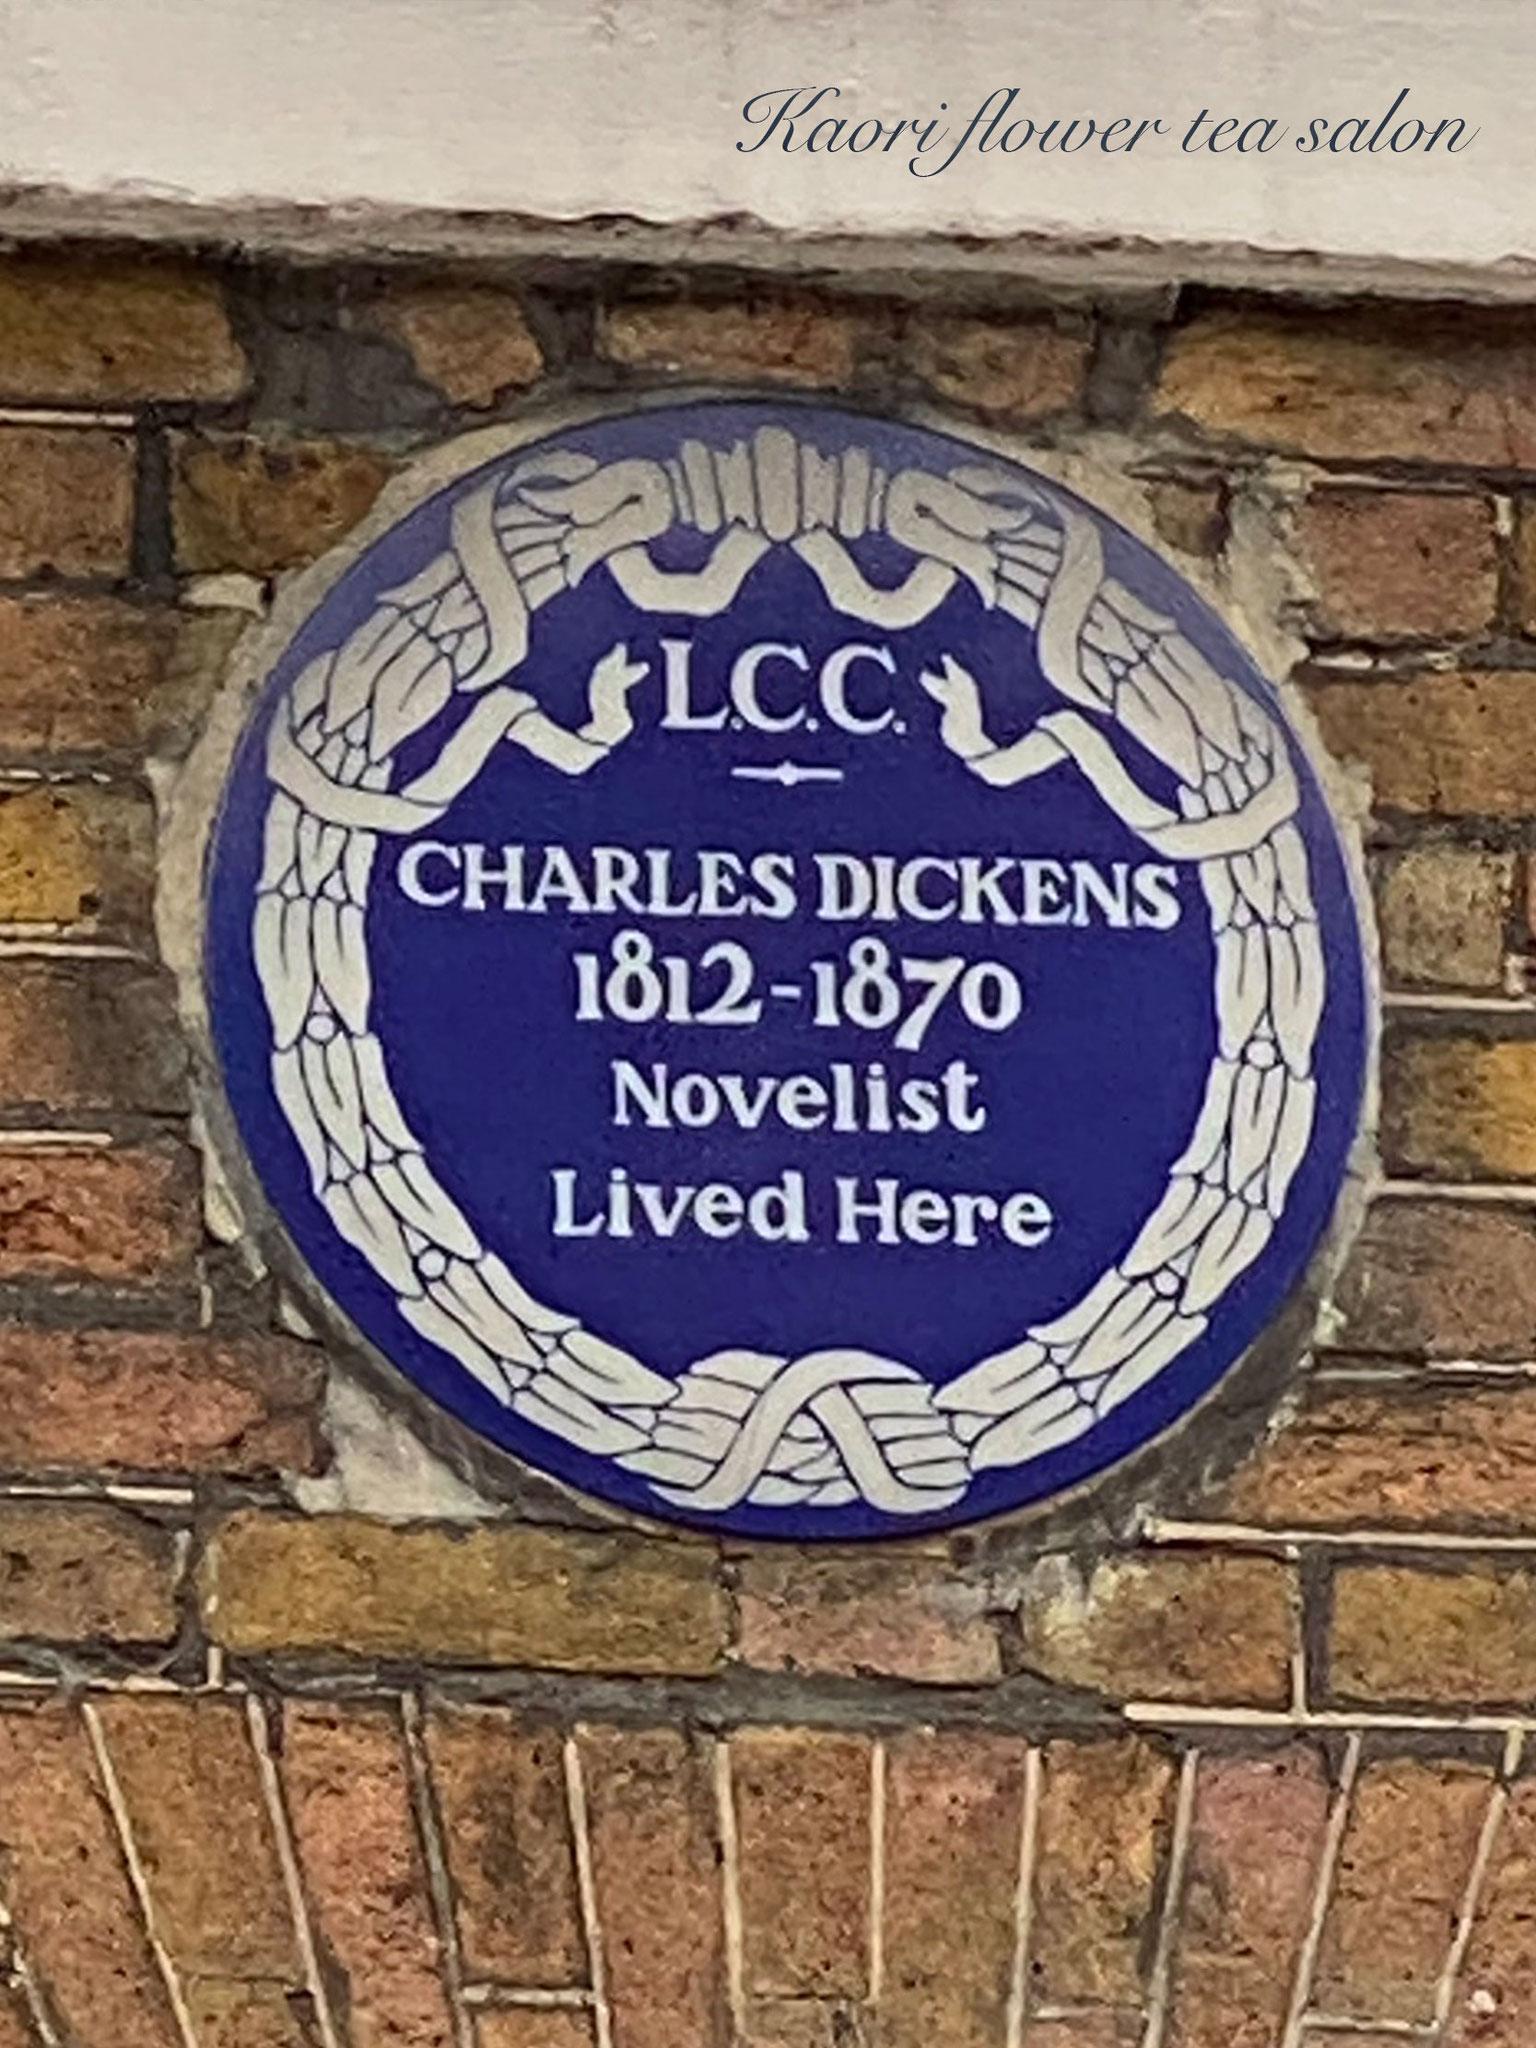 Kaori flower tea salon
L.C.C.
CHARLES DICKENS
1812-1870
Novelist
Lived Here